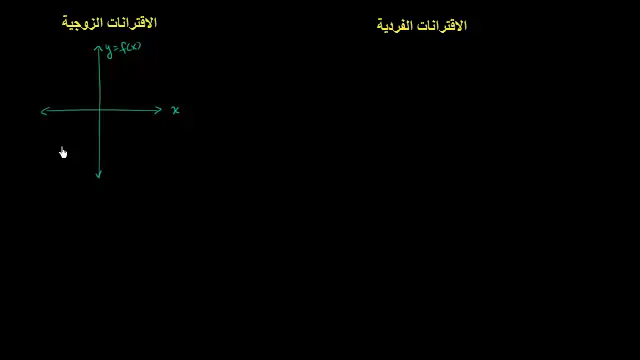 الاقترانات الزوجية
الاقترانات الفردية
y=f(x)
x